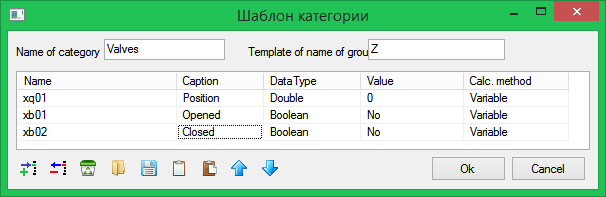 Шаблон категории
Name of category Valves Template of name of grou Z
Name Caption DataType Value Calc. method
xq01 Position Double 0 Variable
xb01 Opened Boolean No Variable
xb02 Closed Boolean No Variable
Ok Cancel